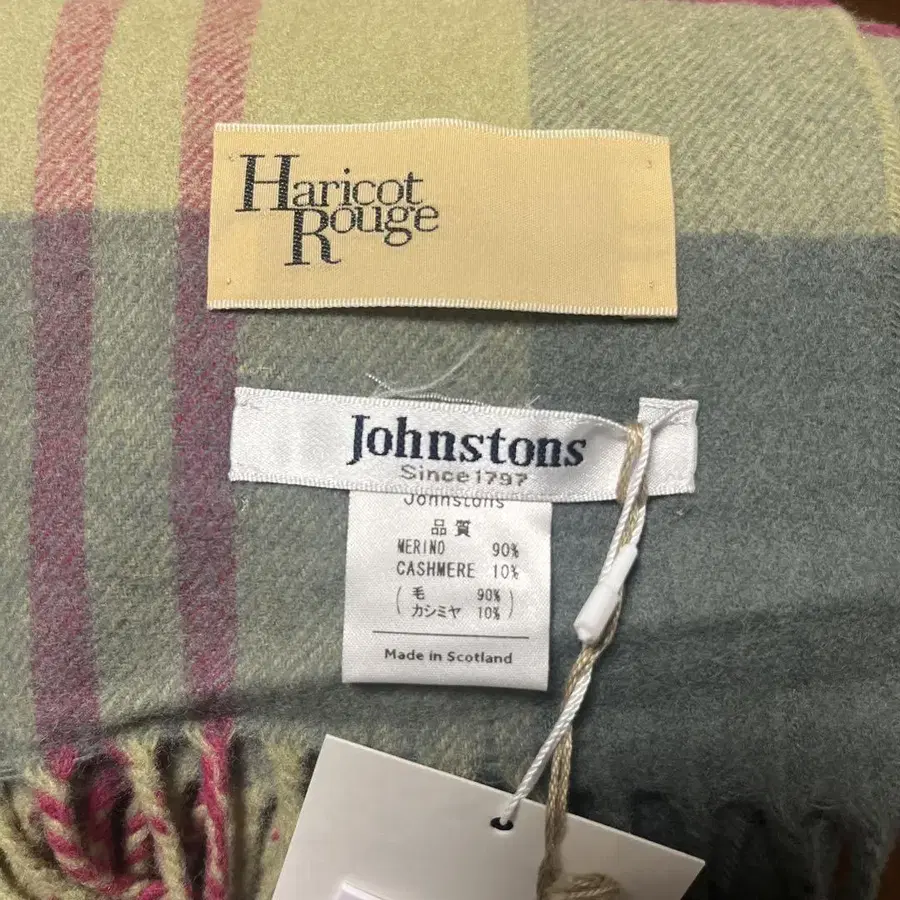 Haricot
Rouge
Johnstons
Since 1797
Johnstons
品質
MERINO 90%
CASHMERE 10%
( 毛 90% )
( カシミヤ 10% )
Made in Scotland